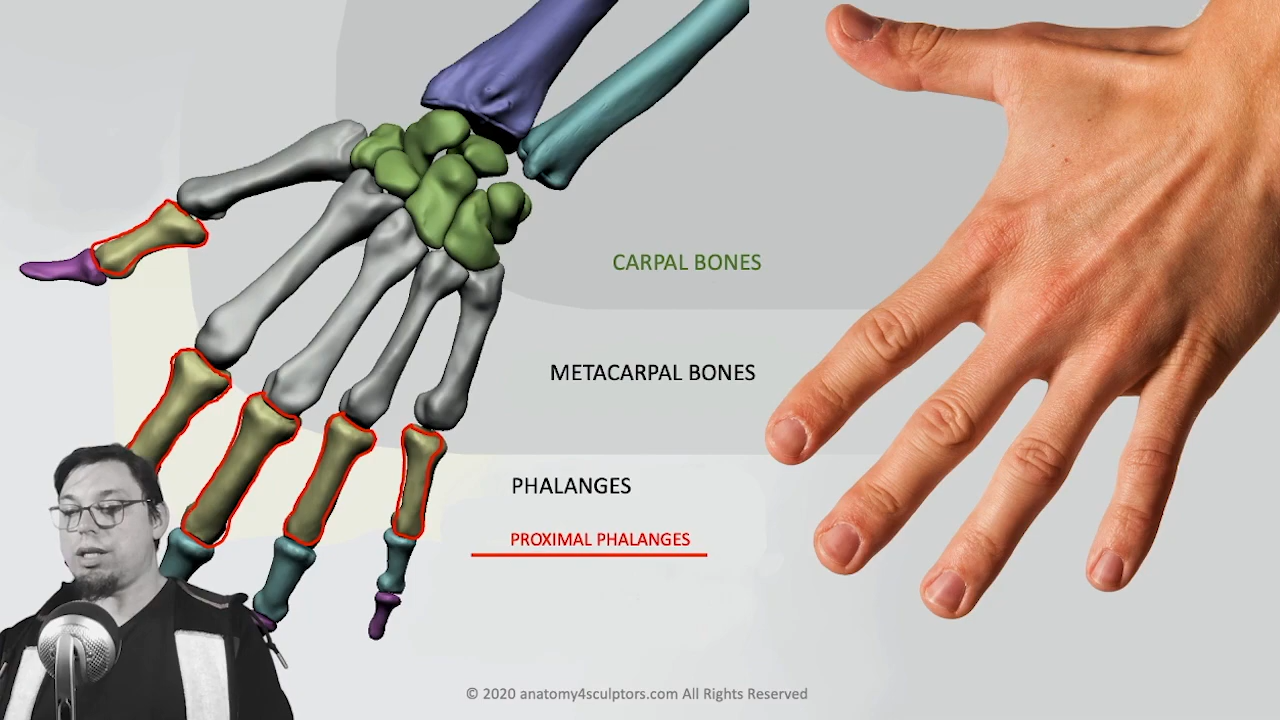 CARPAL BONES
METACARPAL BONES
PHALANGES
PROXIMAL PHALANGES
© 2020 anatomy4sculptors.com All Rights Reserved